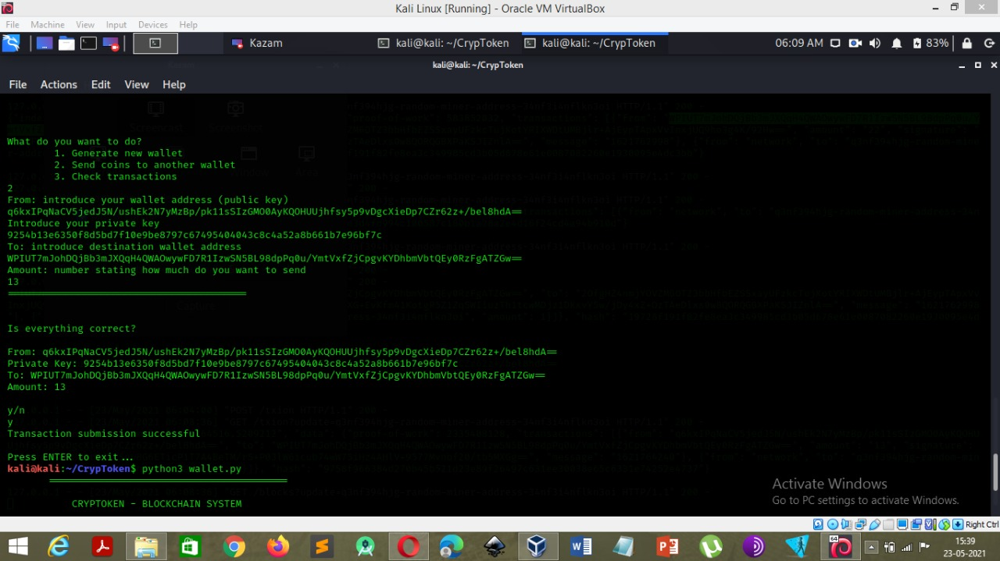 Kali Linux [Running] - Oracle VM VirtualBox
File Machine View Input Devices Help
Kazam kali@kali: ~/CrypToken kali@kali: ~/CrypToken 06:09 AM 83%
kali@kali: ~/CrypToken
File Actions Edit View Help
What do you want to do?
1. Generate new wallet
2. Send coins to another wallet
3. Check transactions
2
From: introduce your wallet address (public key)
q6kxIPqNaCV5jedJ5N/ushEk2N7yMzBp/pk11sSIzGMO0AyKQOHUUjhfsy5p9vDgcXieDp7CZr62z+/bel8hdA==
Introduce your private key
9254b13e6350f8d5bd7f10e9be8797c67495404043c8c4a52a8b661b7e96bf7c
To: introduce destination wallet address
WPIUT7mJohDQjBb3mJXQqH4QWAOwywFD7R1IzwSN5BL98dpPq0u/YmtVxfZjCpgvKYDhbmVbtQEy0RzFgATZGw==
Amount: number stating how much do you want to send
13
Is everything correct?
From: q6kxIPqNaCV5jedJ5N/ushEk2N7yMzBp/pk11sSIzGMO0AyKQOHUUjhfsy5p9vDgcXieDp7CZr62z+/bel8hdA==
Private Key: 9254b13e6350f8d5bd7f10e9be8797c67495404043c8c4a52a8b661b7e96bf7c
To: WPIUT7mJohDQjBb3mJXQqH4QWAOwywFD7R1IzwSN5BL98dpPq0u/YmtVxfZjCpgvKYDhbmVbtQEy0RzFgATZGw==
Amount: 13
y/n
y
Transaction submission successful
Press ENTER to exit...
kali@kali:~/CrypToken$ python3 wallet.py
CRYPTOKEN - BLOCKCHAIN SYSTEM
Activate Windows
Go to PC settings to activate Windows.
Right Ctrl
15:39
23-05-2021